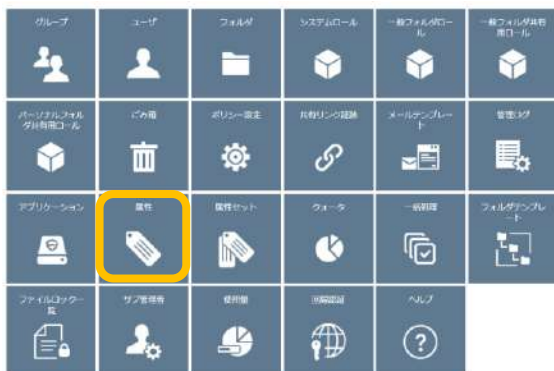 グループ
ユーザ
フォルダ
システムロール
一般フォルダロー
ル
一般フォルダ共有
用ロール
パーソナルフォル
ダ共有用ロール
ごみ箱
ポリシー設定
共有リンク記録
メールテンプレー
ト
管理ログ
アプリケーション
属性
属性セット
クォータ
一括処理
フォルダテンプレ
ート
ファイルロック一
覧
サブ管理者
使用量
国際認証
ヘルプ